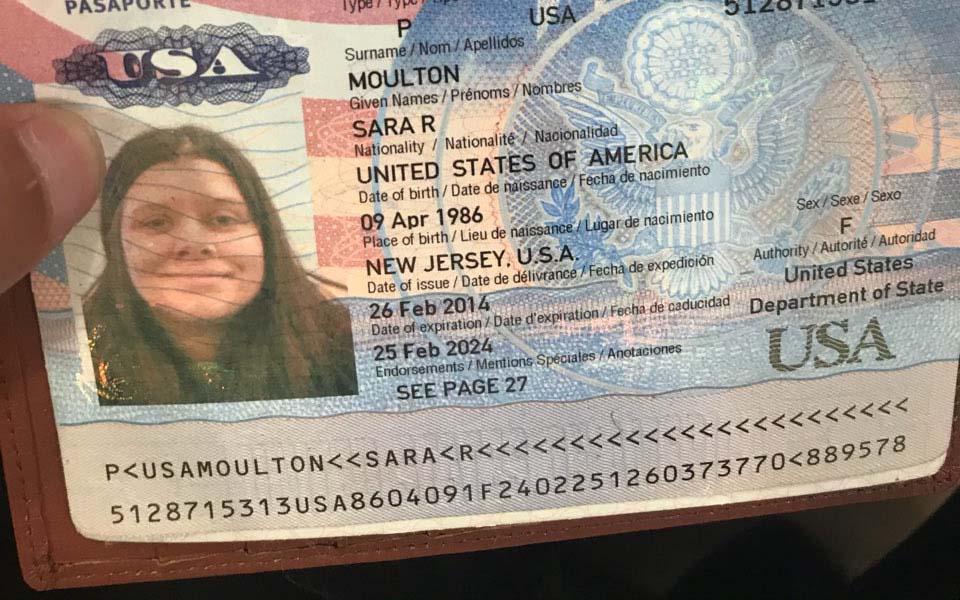 PASAPORTE
P
USA
USA
Surname / Nom / Apellidos
MOULTON
Given Names / Prénoms / Nombres
SARA R
Nationality / Nationalité / Nacionalidad
UNITED STATES OF AMERICA
Date of birth / Date de naissance / Fecha de nacimiento
09 Apr 1986
Place of birth / Lieu de naissance / Lugar de nacimiento
Sex / Sexe / Sexo
NEW JERSEY, U.S.A.
F
Date of issue / Date de délivrance / Fecha de expedición
Authority / Autorité / Autoridad
26 Feb 2014
United States
Date of expiration / Date d'expiration / Fecha de caducidad
Department of State
25 Feb 2024
USA
Endorsements / Mentions Spéciales / Anotaciones
SEE PAGE 27
P<USAMOULTON<<SARA<R<<<<<<<<<<<<<<<<<<<<<<<<
5128715313USA8604091F2402251260373770<889578